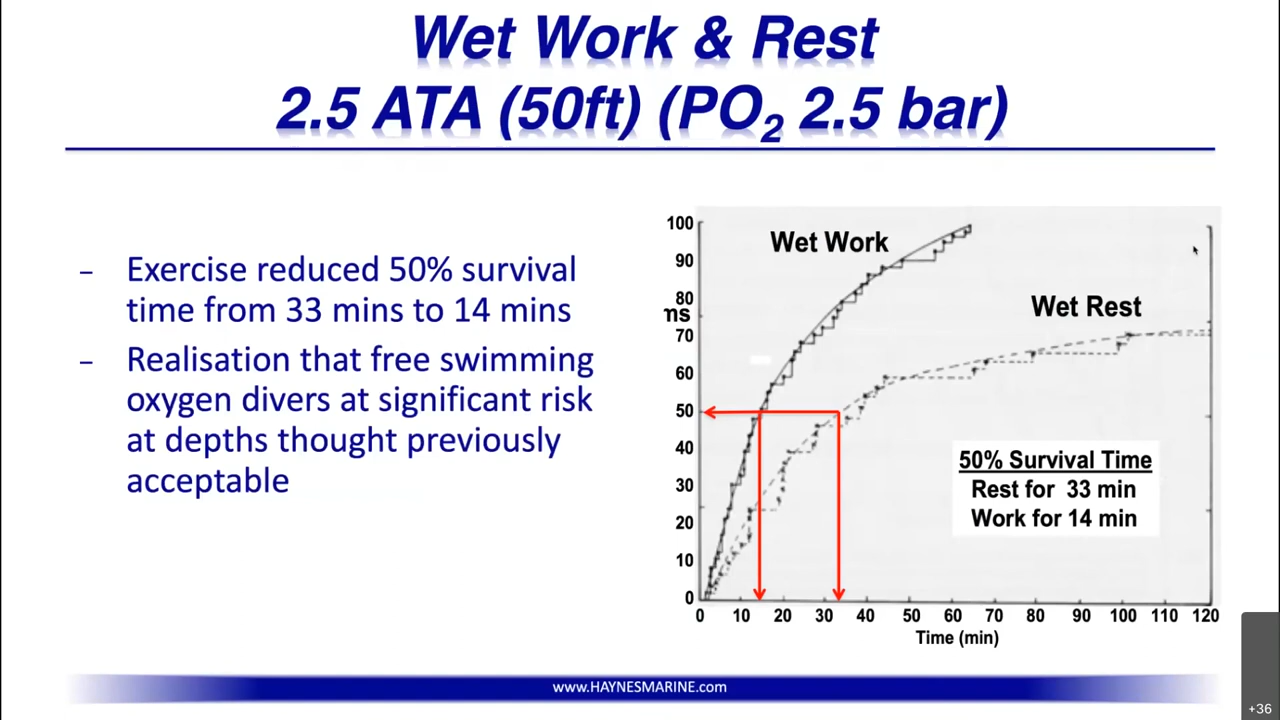 Wet Work & Rest
2.5 ATA (50ft) (PO₂ 2.5 bar)
– Exercise reduced 50% survival
time from 33 mins to 14 mins
– Realisation that free swimming
oxygen divers at significant risk
at depths thought previously
acceptable
100
90
80
70
60
50
40
30
20
10
0
Wet Work
Wet Rest
50% Survival Time
Rest for 33 min
Work for 14 min
0 10 20 30 40 50 60 70 80 90 100 110 120
Time (min)
www.HAYNESMARINE.com
+36